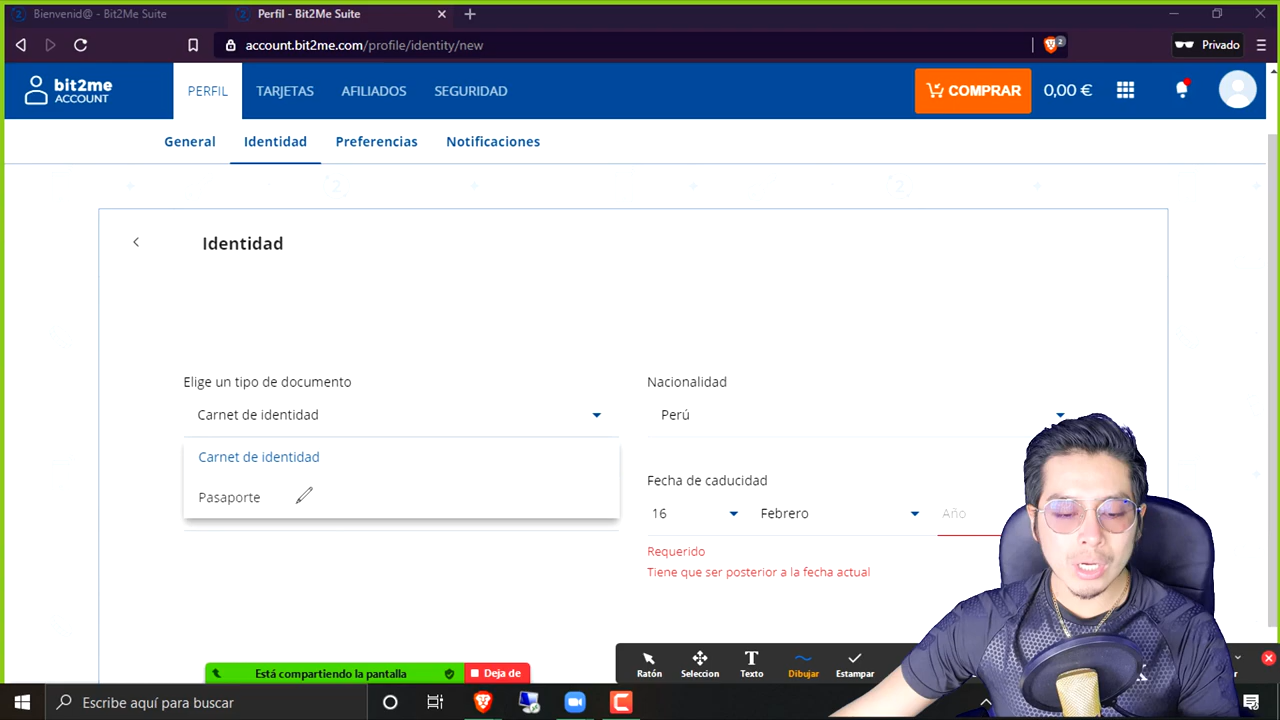 Bienvenid@ - Bit2Me Suite
Perfil - Bit2Me Suite
account.bit2me.com/profile/identity/new
2
Privado
bit2me
ACCOUNT
PERFIL
TARJETAS
AFILIADOS
SEGURIDAD
COMPRAR
0,00 €
General
Identidad
Preferencias
Notificaciones
Identidad
Elige un tipo de documento
Carnet de identidad
Carnet de identidad
Pasaporte
Nacionalidad
Perú
Fecha de caducidad
16
Febrero
Año
Requerido
Tiene que ser posterior a la fecha actual
Está compartiendo la pantalla
Deja de
Ratón
Seleccion
Texto
Dibujar
Estampar
Escribe aquí para buscar